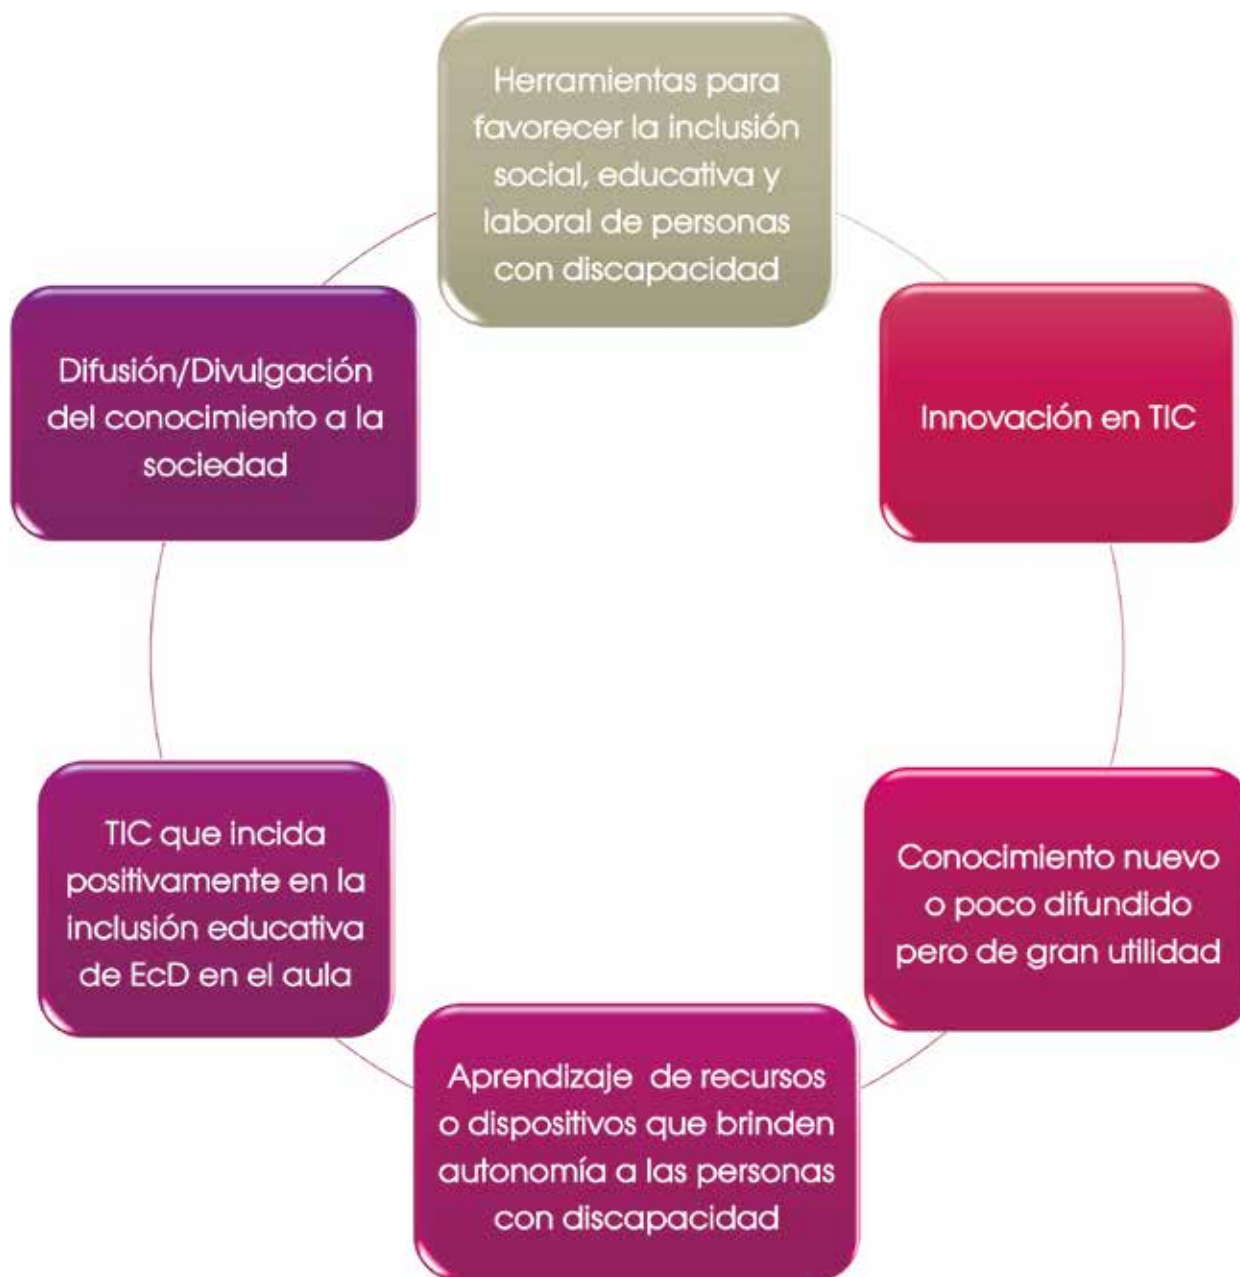 Herramientas para
favorecer la inclusión
social, educativa y
laboral de personas
con discapacidad
Innovación en TIC
Conocimiento nuevo
o poco difundido
pero de gran utilidad
Aprendizaje de recursos
o dispositivos que brinden
autonomía a las personas
con discapacidad
TIC que incida
positivamente en la
inclusión educativa
de EcD en el aula
Difusión/Divulgación
del conocimiento a la
sociedad